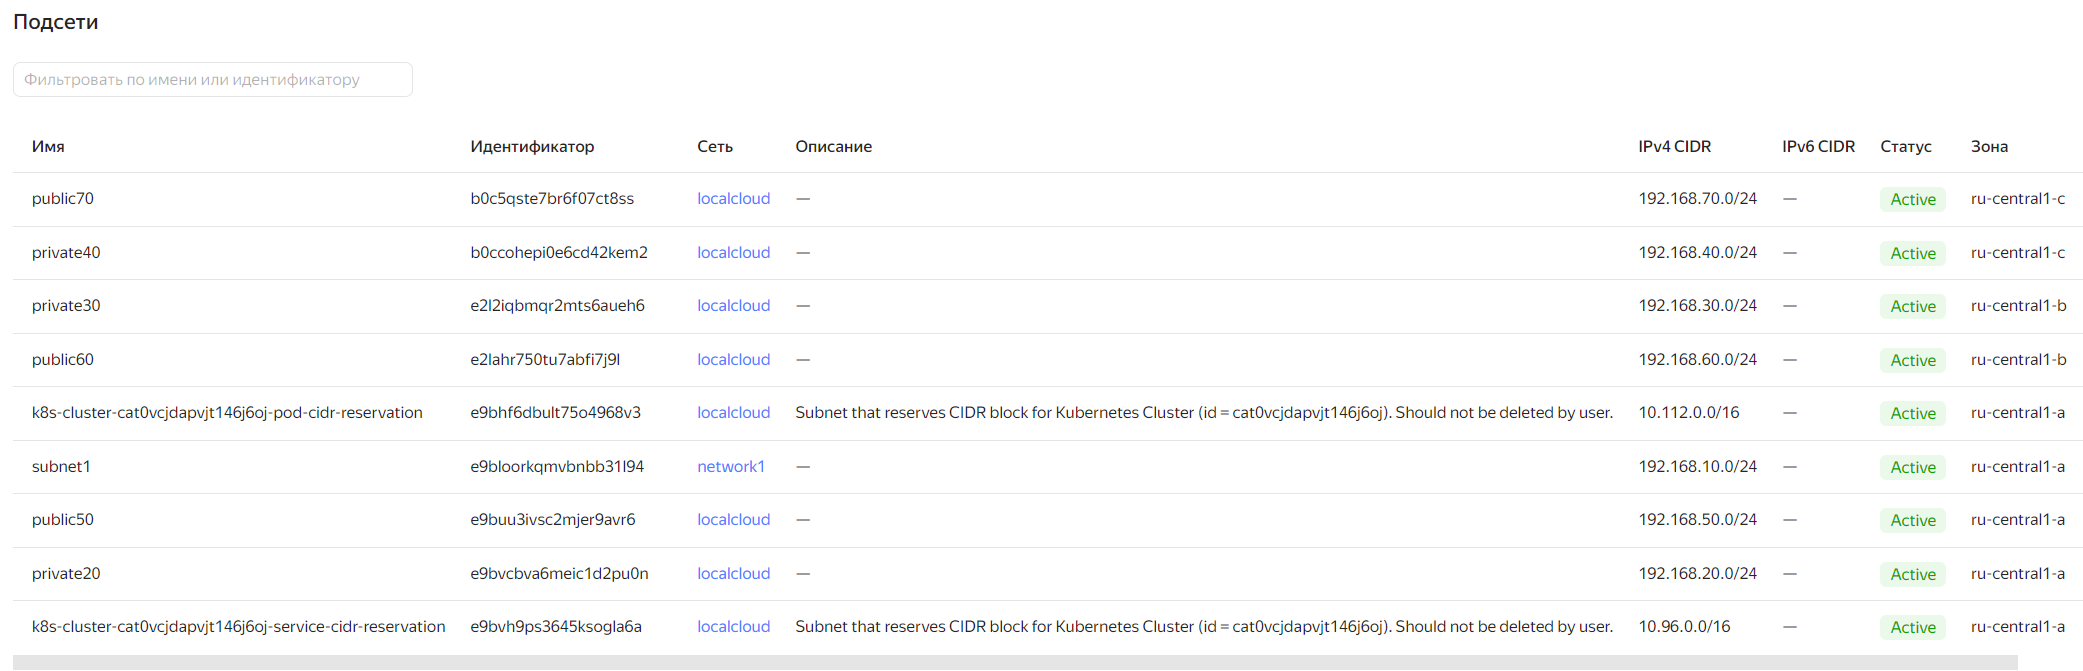 Подсети
Фильтровать по имени или идентификатору
Имя Идентификатор Сеть Описание IPv4 CIDR IPv6 CIDR Статус Зона
public70 b0c5qste7br6f07ct8ss localcloud — 192.168.70.0/24 — Active ru-central1-c
private40 b0ccohepi0e6cd42kem2 localcloud — 192.168.40.0/24 — Active ru-central1-c
private30 e2l2iqbmqr2mts6aueh6 localcloud — 192.168.30.0/24 — Active ru-central1-b
public60 e2lahr750tu7abfi7j9l localcloud — 192.168.60.0/24 — Active ru-central1-b
k8s-cluster-cat0vcjdapvjt146j6oj-pod-cidr-reservation e9bhf6dbult75o4968v3 localcloud Subnet that reserves CIDR block for Kubernetes Cluster (id = cat0vcjdapvjt146j6oj). Should not be deleted by user. 10.112.0.0/16 — Active ru-central1-a
subnet1 e9bloorkqmvbnbb31l94 network1 — 192.168.10.0/24 — Active ru-central1-a
public50 e9buu3ivsc2mjer9avr6 localcloud — 192.168.50.0/24 — Active ru-central1-a
private20 e9bvcbva6meic1d2pu0n localcloud — 192.168.20.0/24 — Active ru-central1-a
k8s-cluster-cat0vcjdapvjt146j6oj-service-cidr-reservation e9bvh9ps3645ksogla6a localcloud Subnet that reserves CIDR block for Kubernetes Cluster (id = cat0vcjdapvjt146j6oj). Should not be deleted by user. 10.96.0.0/16 — Active ru-central1-a